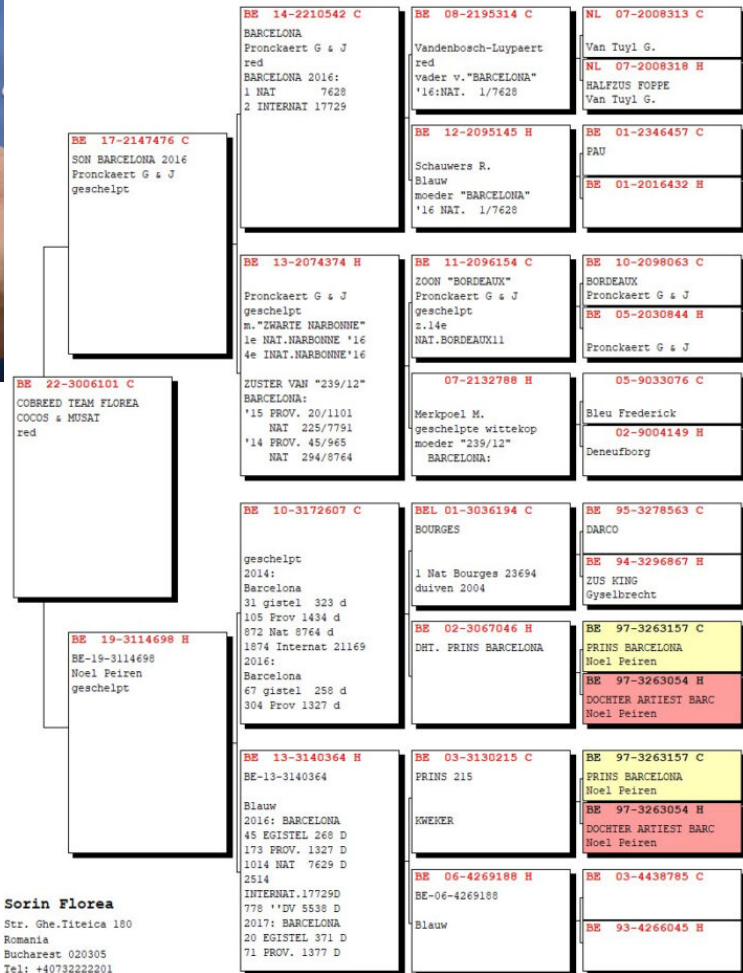 BE 22-3006101 C
COBREED TEAM FLOREA
COCOS & MUSAT
red
BE 17-2147476 C
SON BARCELONA 2016
Pronckaert G & J
geschelpt
BE 19-3114698 H
BE-19-3114698
Noel Peiren
geschelpt
BE 14-2210542 C
BARCELONA
Pronckaert G & J
red
BARCELONA 2016:
1 NAT 7628
2 INTERNAT 17729
BE 13-2074374 H
Pronckaert G & J
geschelpt
m."ZWARTE NARBONNE"
1e NAT.NARBONNE '16
4e INAT.NARBONNE'16
ZUSTER VAN "239/12"
BARCELONA:
'15 PROV. 20/1101
NAT 225/7791
'14 PROV. 45/965
NAT 294/8764
BE 10-3172607 C
geschelpt
2014:
Barcelona
31 gistel 323 d
105 Prov 1434 d
872 Nat 8764 d
1874 Internat 21169
2016:
Barcelona
67 gistel 258 d
304 Prov 1327 d
BE 13-3140364 H
BE-13-3140364
Blauw
2016: BARCELONA
45 EGISTEL 268 D
173 PROV. 1327 D
1014 NAT 7629 D
2514
INTERNAT.17729D
778 ''DV 5538 D
2017: BARCELONA
20 EGISTEL 371 D
71 PROV. 1377 D
BE 08-2195314 C
Vandenbosch-Luypaert
red
vader v."BARCELONA"
'16:NAT. 1/7628
BE 12-2095145 H
Schauwers R.
Blauw
moeder "BARCELONA"
'16 NAT. 1/7628
BE 11-2096154 C
ZOON "BORDEAUX"
Pronckaert G & J
geschelpt
z.14e
NAT.BORDEAUX11
07-2132788 H
Merkpoel M.
geschelpte wittekop
moeder "239/12"
BARCELONA:
BEL 01-3036194 C
BOURGES
1 Nat Bourges 23694
duiven 2004
BE 02-3067046 H
DHT. PRINS BARCELONA
BE 03-3130215 C
PRINS 215
KWEKER
BE 06-4269188 H
BE-06-4269188
Blauw
NL 07-2008313 C
Van Tuyl G.
NL 07-2008318 H
HALFZUS FOPPE
Van Tuyl G.
BE 01-2346457 C
PAU
BE 01-2016432 H
BE 10-2098063 C
BORDEAUX
Pronckaert G & J
BE 05-2030844 H
Pronckaert G & J
05-9033076 C
Bleu Frederick
02-9004149 H
Deneufborg
BE 95-3278563 C
DARCO
BE 94-3296867 H
ZUS KING
Gyselbrecht
BE 97-3263157 C
PRINS BARCELONA
Noel Peiren
BE 97-3263054 H
DOCHTER ARTIEST BARC
Noel Peiren
BE 97-3263157 C
PRINS BARCELONA
Noel Peiren
BE 97-3263054 H
DOCHTER ARTIEST BARC
Noel Peiren
BE 03-4438785 C
BE 93-4266045 H
Sorin Florea
Str. Ghe.Titeica 180
Romania
Bucharest 020305
Tel: +40732222201